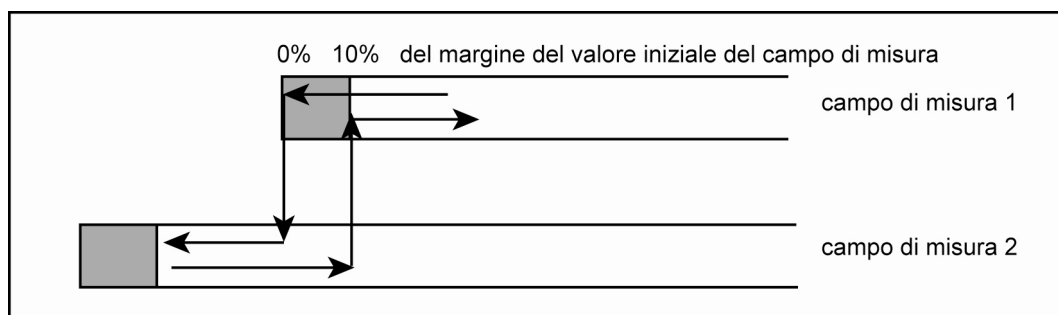 0% 10% del margine del valore iniziale del campo di misura
campo di misura 1
campo di misura 2